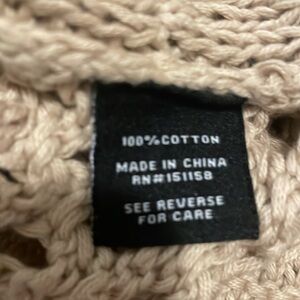 100%COTTON
MADE IN CHINA
RN#151158
SEE REVERSE
FOR CARE